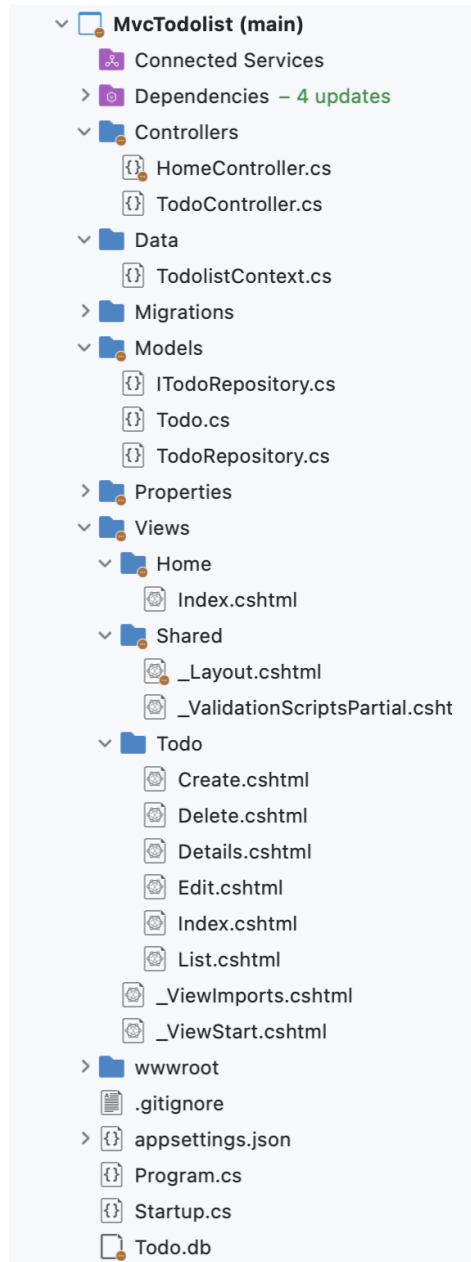 MvcTodolist (main)
Connected Services
Dependencies – 4 updates
Controllers
HomeController.cs
TodoController.cs
Data
TodolistContext.cs
Migrations
Models
ITodoRepository.cs
Todo.cs
TodoRepository.cs
Properties
Views
Home
Index.cshtml
Shared
_Layout.cshtml
_ValidationScriptsPartial.csht
Todo
Create.cshtml
Delete.cshtml
Details.cshtml
Edit.cshtml
Index.cshtml
List.cshtml
_ViewImports.cshtml
_ViewStart.cshtml
wwwroot
.gitignore
appsettings.json
Program.cs
Startup.cs
Todo.db